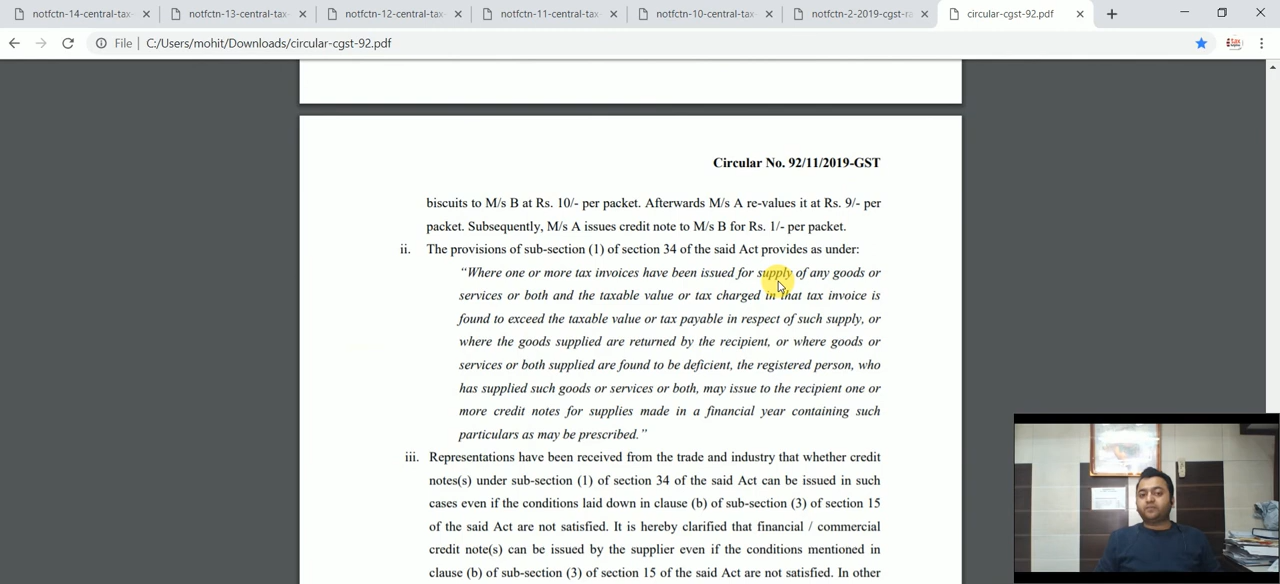 notfctn-14-central-tax-
notfctn-13-central-tax-
notfctn-12-central-tax-
notfctn-11-central-tax-
notfctn-10-central-tax-
notfctn-2-2019-cgst-ra
circular-cgst-92.pdf
File | C:/Users/mohit/Downloads/circular-cgst-92.pdf
Circular No. 92/11/2019-GST
biscuits to M/s B at Rs. 10/- per packet. Afterwards M/s A re-values it at Rs. 9/- per
packet. Subsequently, M/s A issues credit note to M/s B for Rs. 1/- per packet.
ii. The provisions of sub-section (1) of section 34 of the said Act provides as under:
“Where one or more tax invoices have been issued for supply of any goods or
services or both and the taxable value or tax charged in that tax invoice is
found to exceed the taxable value or tax payable in respect of such supply, or
where the goods supplied are returned by the recipient, or where goods or
services or both supplied are found to be deficient, the registered person, who
has supplied such goods or services or both, may issue to the recipient one or
more credit notes for supplies made in a financial year containing such
particulars as may be prescribed.”
iii. Representations have been received from the trade and industry that whether credit
notes(s) under sub-section (1) of section 34 of the said Act can be issued in such
cases even if the conditions laid down in clause (b) of sub-section (3) of section 15
of the said Act are not satisfied. It is hereby clarified that financial / commercial
credit note(s) can be issued by the supplier even if the conditions mentioned in
clause (b) of sub-section (3) of section 15 of the said Act are not satisfied. In other